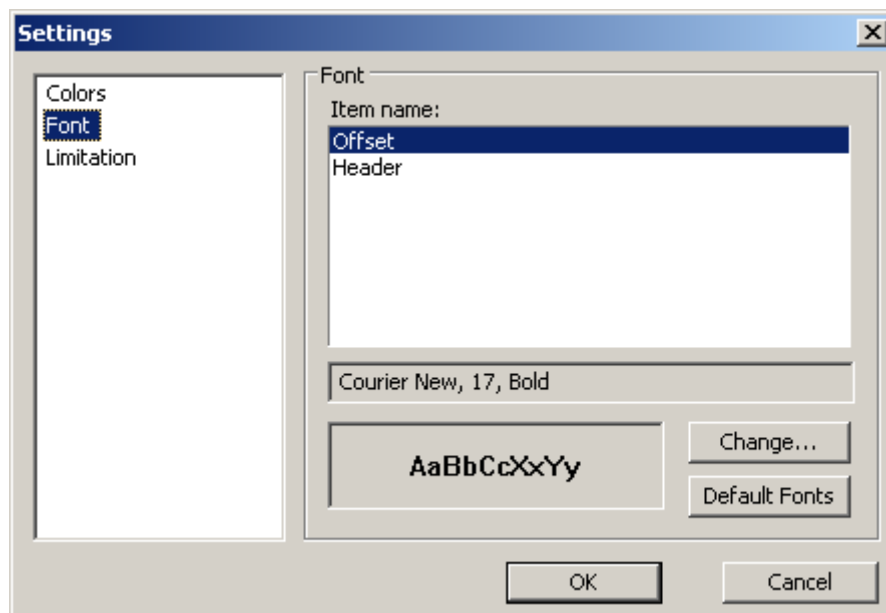 Settings
Colors
Font
Limitation
Font
Item name:
Offset
Header
Courier New, 17, Bold
AaBbCcXxYy
Change...
Default Fonts
OK
Cancel